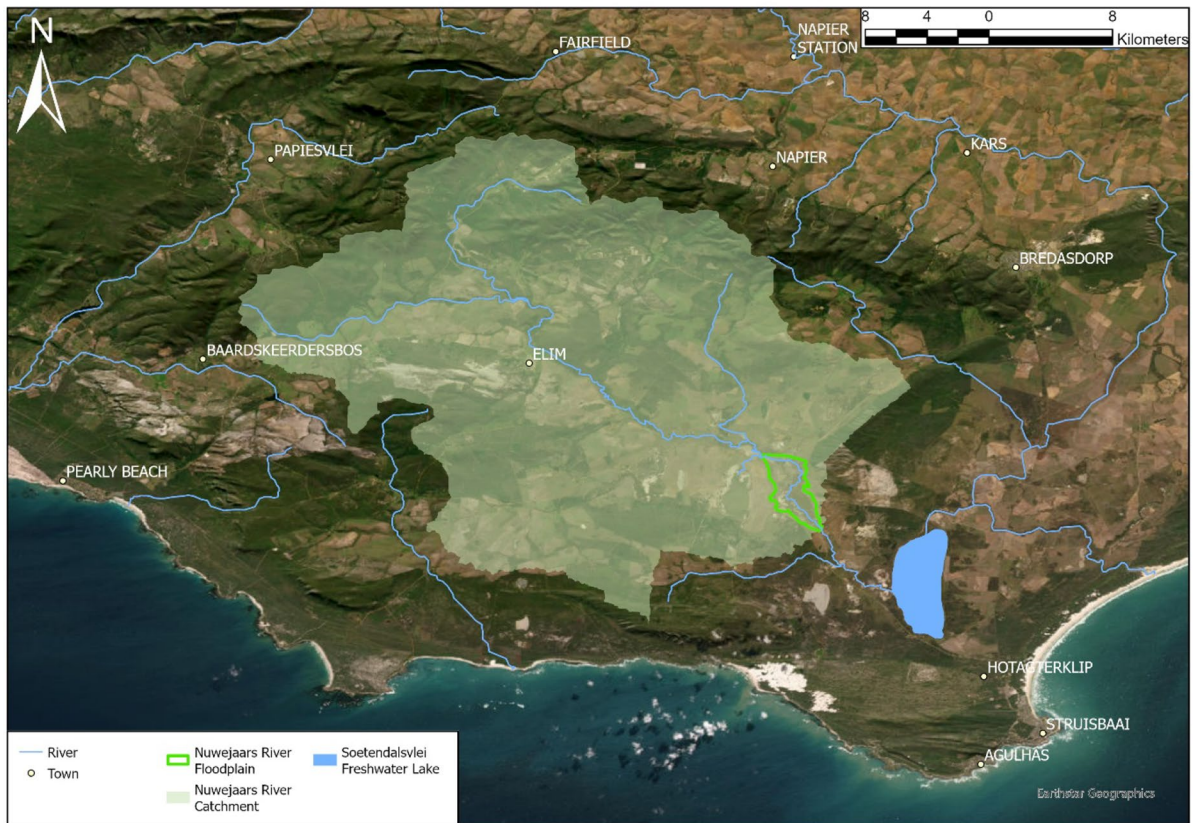 N
8 4 0 8
Kilometers
NAPIER
STATION
FAIRFIELD
PAPIESVLEI
NAPIER
KARS
BREDASDORP
BAARDSKEERDERSBOS
ELIM
PEARLY BEACH
HOTAGTERKLIP
STRUISBAAI
AGULHAS
River
Town
Nuwejaars River
Floodplain
Nuwejaars River
Catchment
Soetendalsvlei
Freshwater Lake
Earthstar Geographics